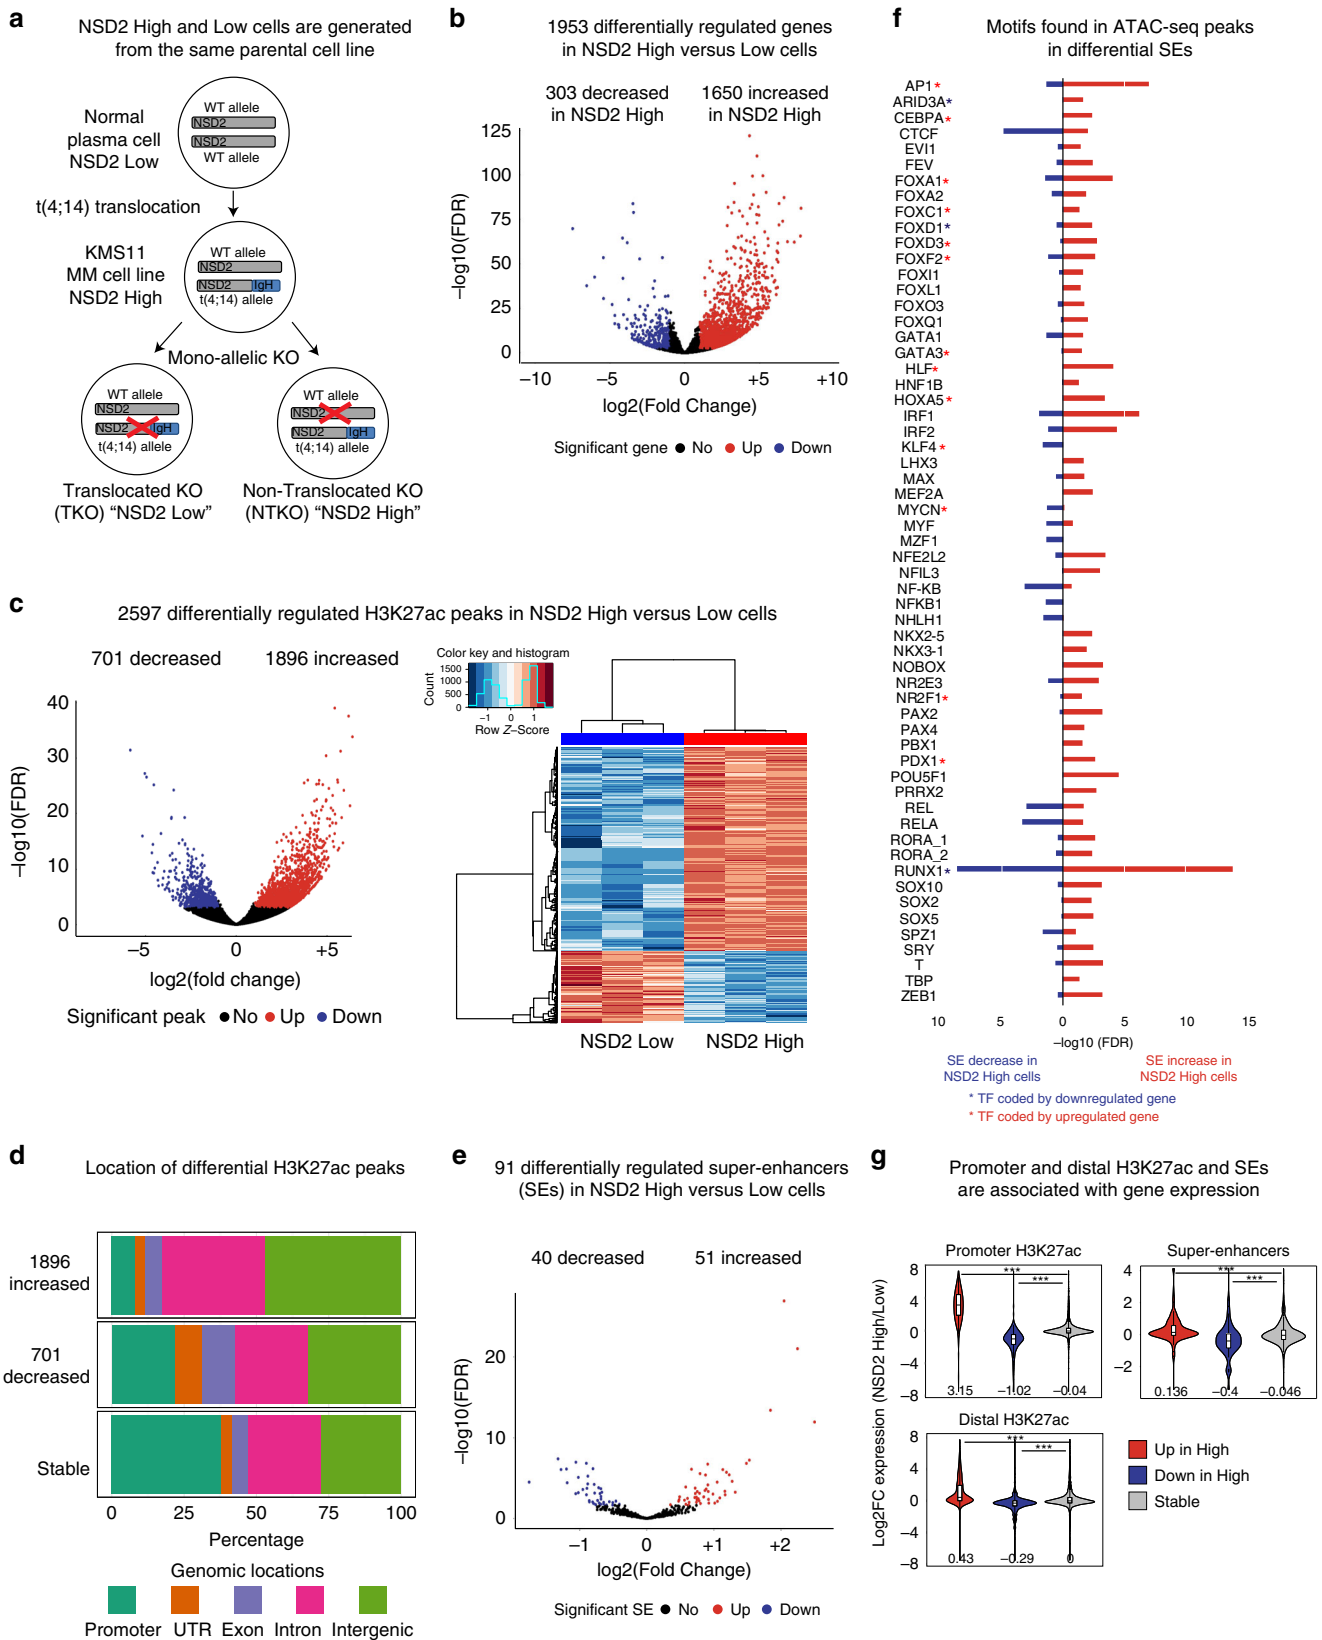 a
NSD2 High and Low cells are generated
from the same parental cell line
Normal
plasma cell
NSD2 Low
WT allele
NSD2
NSD2
WT allele
t(4;14) translocation
KMS11
MM cell line
NSD2 High
WT allele
NSD2
NSD2 IgH
t(4;14) allele
Mono-allelic KO
WT allele
NSD2
NSD2 IgH
t(4;14) allele
WT allele
NSD2
NSD2 IgH
t(4;14) allele
Translocated KO
(TKO) “NSD2 Low”
Non-Translocated KO
(NTKO) “NSD2 High”
b
1953 differentially regulated genes
in NSD2 High versus Low cells
303 decreased
in NSD2 High
1650 increased
in NSD2 High
−log10(FDR)
125
100
75
50
25
0
−10 −5 0 +5 +10
log2(Fold Change)
Significant gene No Up Down
c
2597 differentially regulated H3K27ac peaks in NSD2 High versus Low cells
701 decreased
1896 increased
−log10(FDR)
40
30
20
10
0
−5 0 +5
log2(fold change)
Significant peak No Up Down
Color key and histogram
Count
1500
1000
500
0
−1 0 1
Row Z−Score
NSD2 Low NSD2 High
d
Location of differential H3K27ac peaks
1896
increased
701
decreased
Stable
0 25 50 75 100
Percentage
Genomic locations
Promoter UTR Exon Intron Intergenic
e
91 differentially regulated super-enhancers
(SEs) in NSD2 High versus Low cells
40 decreased
51 increased
−log10(FDR)
20
10
0
−1 0 +1 +2
log2(Fold Change)
Significant SE No Up Down
f
Motifs found in ATAC-seq peaks
in differential SEs
AP1*
ARID3A*
CEBPA*
CTCF
EVI1
FEV
FOXA1*
FOXA2
FOXC1*
FOXD1*
FOXD3*
FOXF2*
FOXI1
FOXL1
FOXO3
FOXQ1
GATA1
GATA3*
HLF*
HNF1B
HOXA5*
IRF1
IRF2
KLF4*
LHX3
MAX
MEF2A
MYCN*
MYF
MZF1
NFE2L2
NFIL3
NF-KB
NFKB1
NHLH1
NKX2-5
NKX3-1
NOBOX
NR2E3
NR2F1*
PAX2
PAX4
PBX1
PDX1*
POU5F1
PRRX2
REL
RELA
RORA_1
RORA_2
RUNX1*
SOX10
SOX2
SOX5
SPZ1
SRY
T
TBP
ZEB1
10 5 0 5 10 15
−log10 (FDR)
SE decrease in
NSD2 High cells
SE increase in
NSD2 High cells
* TF coded by downregulated gene
* TF coded by upregulated gene
g
Promoter and distal H3K27ac and SEs
are associated with gene expression
Log2FC expression (NSD2 High/Low)
Promoter H3K27ac
8
4
0
−4
−8
***
***
3.15 −1.02 −0.04
Super-enhancers
4
2
0
−2
***
***
0.136 −0.4 −0.046
Distal H3K27ac
8
4
0
−4
−8
***
***
0.43 −0.29 0
Up in High
Down in High
Stable